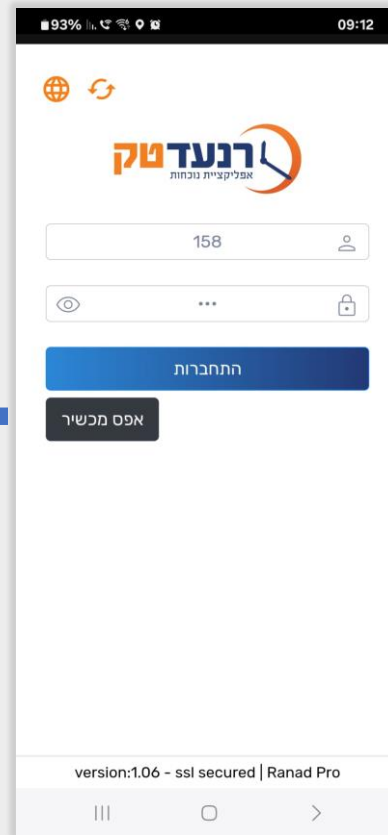 93% 09:12
רנעדטק
אפליקציית נוכחות
158
•••
התחברות
אפס מכשיר
version:1.06 - ssl secured | Ranad Pro